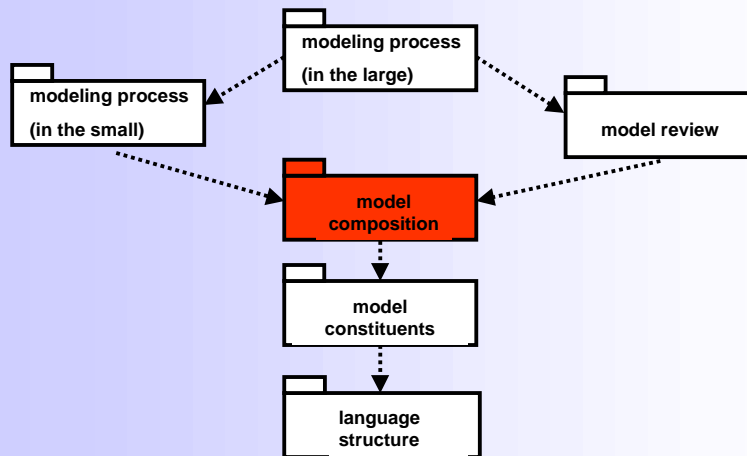 modeling process
(in the large)
modeling process
(in the small)
model review
model
composition
model
constituents
language
structure